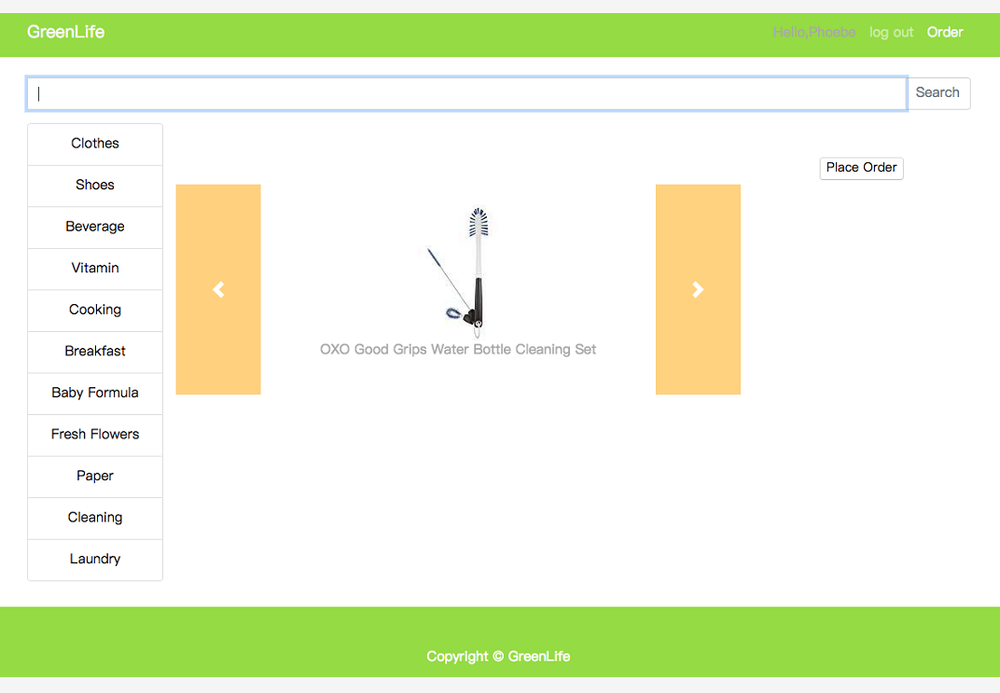 GreenLife
Hello,Phoebe log out Order
Search
Clothes
Shoes
Beverage
Vitamin
Cooking
Breakfast
Baby Formula
Fresh Flowers
Paper
Cleaning
Laundry
Place Order
OXO Good Grips Water Bottle Cleaning Set
Copyright © GreenLife